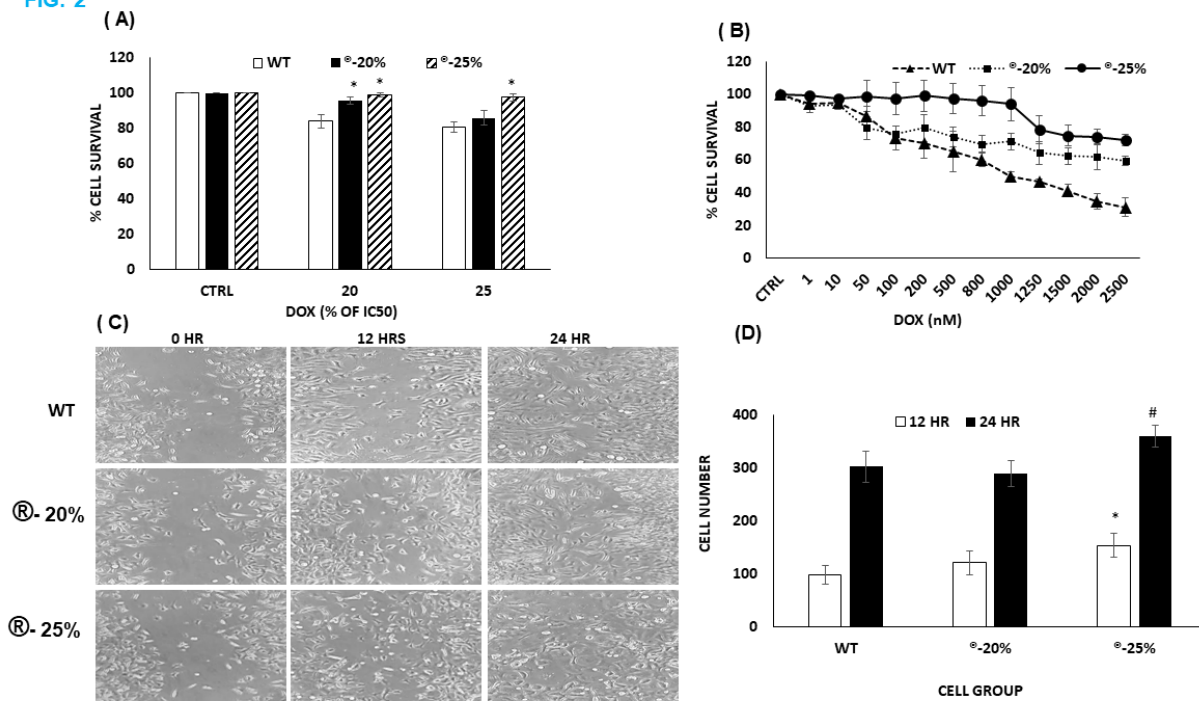 FIG. 2
( A)
WT ®-20% ®-25%
120
100
80
60
40
20
0
% CELL SURVIVAL
* * *
CTRL 20 25
DOX (% OF IC50)
( B)
WT ®-20% ®-25%
120
100
80
60
40
20
0
% CELL SURVIVAL
CTRL 1 10 50 100 200 500 800 1000 1250 1500 2000 2500
DOX (nM)
( C)
0 HR 12 HRS 24 HR
WT
®- 20%
®- 25%
(D)
12 HR 24 HR
400
300
200
100
0
CELL NUMBER
* #
WT ®-20% ®-25%
CELL GROUP